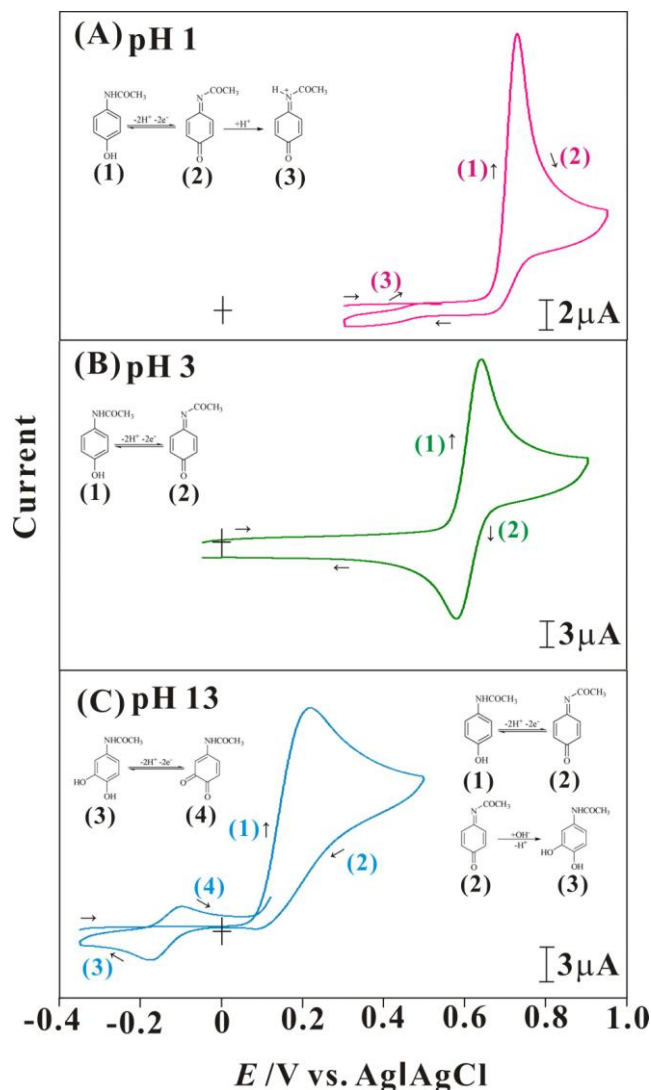 (A) pH 1
NHCOCH₃
OH
(1)
-2H⁺ -2e⁻
N COCH₃
O
(2)
+H⁺
H + COCH₃
N
O
(3)
(1)↑
↓(2)
(3)
→
←
2μA
(B) pH 3
NHCOCH₃
OH
(1)
-2H⁺ -2e⁻
N COCH₃
O
(2)
(1)↑
→
←
↓(2)
3μA
(C) pH 13
NHCOCH₃
HO
OH
(3)
-2H⁺ -2e⁻
NHCOCH₃
O
O
(4)
NHCOCH₃
OH
(1)
-2H⁺ -2e⁻
N COCH₃
O
(2)
N COCH₃
O
(2)
+OH⁻
-H⁺
NHCOCH₃
HO
OH
(3)
(1)↑
(2)
(4)
(3)
3μA
Current
-0.4 -0.2 0 0.2 0.4 0.6 0.8 1.0
E /V vs. Ag|AgCl